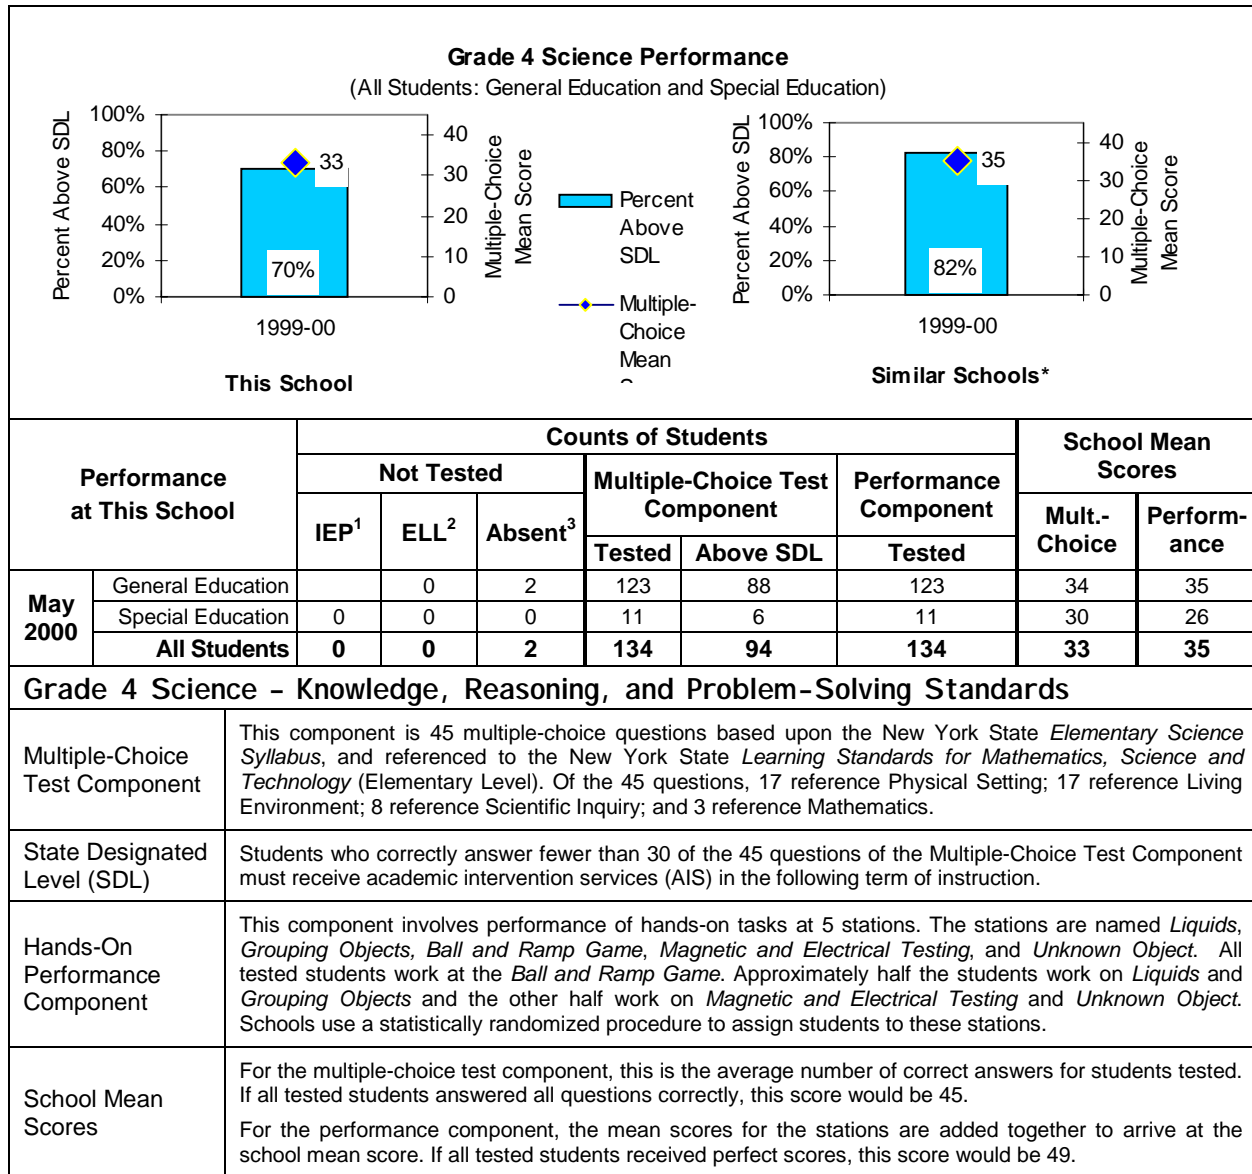 Grade 4 Science Performance
(All Students: General Education and Special Education)
Percent Above SDL
100%
80%
60%
40%
20%
0%
33
70%
40
30
20
10
0
Multiple-Choice
Mean Score
1999-00
This School
Percent
Above
SDL
Multiple-
Choice
Mean
Percent Above SDL
100%
80%
60%
40%
20%
0%
35
82%
40
30
20
10
0
Multiple-Choice
Mean Score
1999-00
Similar Schools*
Performance
at This School
Counts of Students
School Mean
Scores
Not Tested
Multiple-Choice Test
Component
Performance
Component
IEP1 ELL2 Absent3
Tested Above SDL Tested
Mult.-
Choice
Perform-
ance
May
2000
General Education 0 2 123 88 123 34 35
Special Education 0 0 0 11 6 11 30 26
All Students 0 0 2 134 94 134 33 35
Grade 4 Science – Knowledge, Reasoning, and Problem-Solving Standards
Multiple-Choice
Test Component
This component is 45 multiple-choice questions based upon the New York State Elementary Science
Syllabus, and referenced to the New York State Learning Standards for Mathematics, Science and
Technology (Elementary Level). Of the 45 questions, 17 reference Physical Setting; 17 reference Living
Environment; 8 reference Scientific Inquiry; and 3 reference Mathematics.
State Designated
Level (SDL)
Students who correctly answer fewer than 30 of the 45 questions of the Multiple-Choice Test Component
must receive academic intervention services (AIS) in the following term of instruction.
Hands-On
Performance
Component
This component involves performance of hands-on tasks at 5 stations. The stations are named Liquids,
Grouping Objects, Ball and Ramp Game, Magnetic and Electrical Testing, and Unknown Object. All
tested students work at the Ball and Ramp Game. Approximately half the students work on Liquids and
Grouping Objects and the other half work on Magnetic and Electrical Testing and Unknown Object.
Schools use a statistically randomized procedure to assign students to these stations.
School Mean
Scores
For the multiple-choice test component, this is the average number of correct answers for students tested.
If all tested students answered all questions correctly, this score would be 45.
For the performance component, the mean scores for the stations are added together to arrive at the
school mean score. If all tested students received perfect scores, this score would be 49.